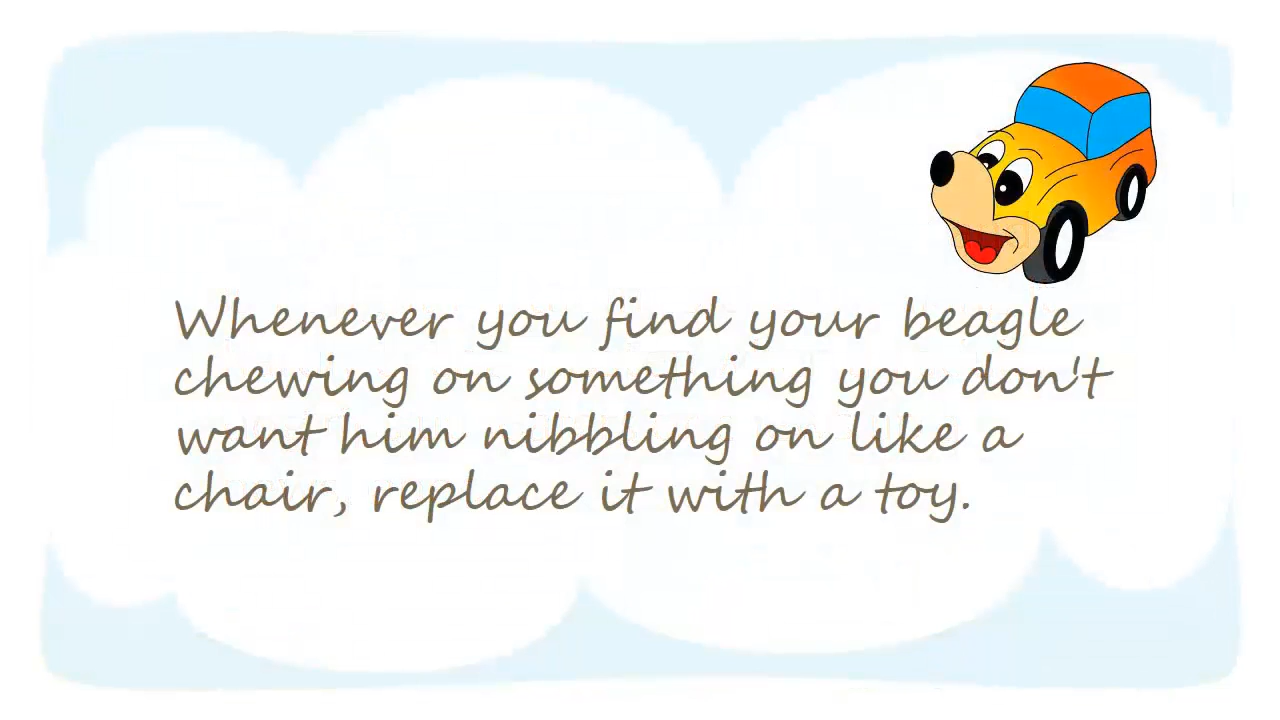 Whenever you find your beagle
chewing on something you don't
want him nibbling on like a
chair, replace it with a toy.